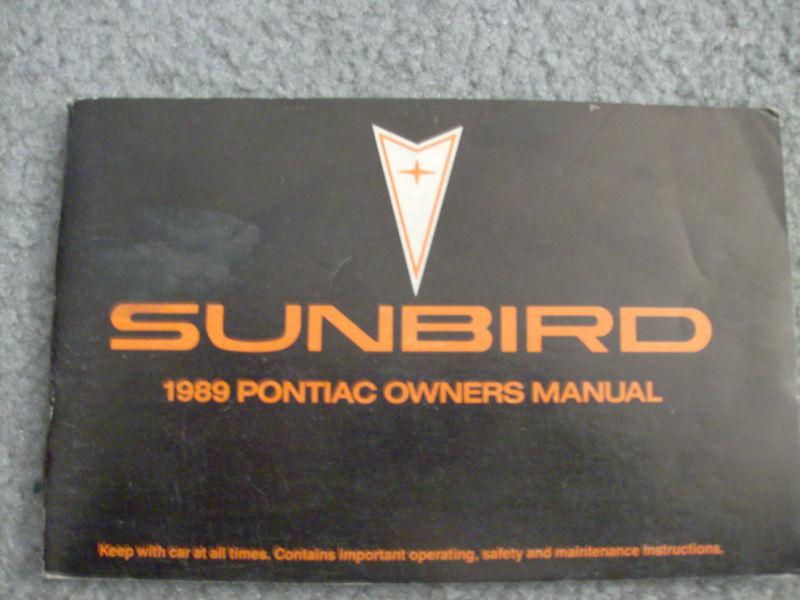 SUNBIRD
1989 PONTIAC OWNERS MANUAL
Keep with car at all times. Contains important operating, safety and maintenance instructions.